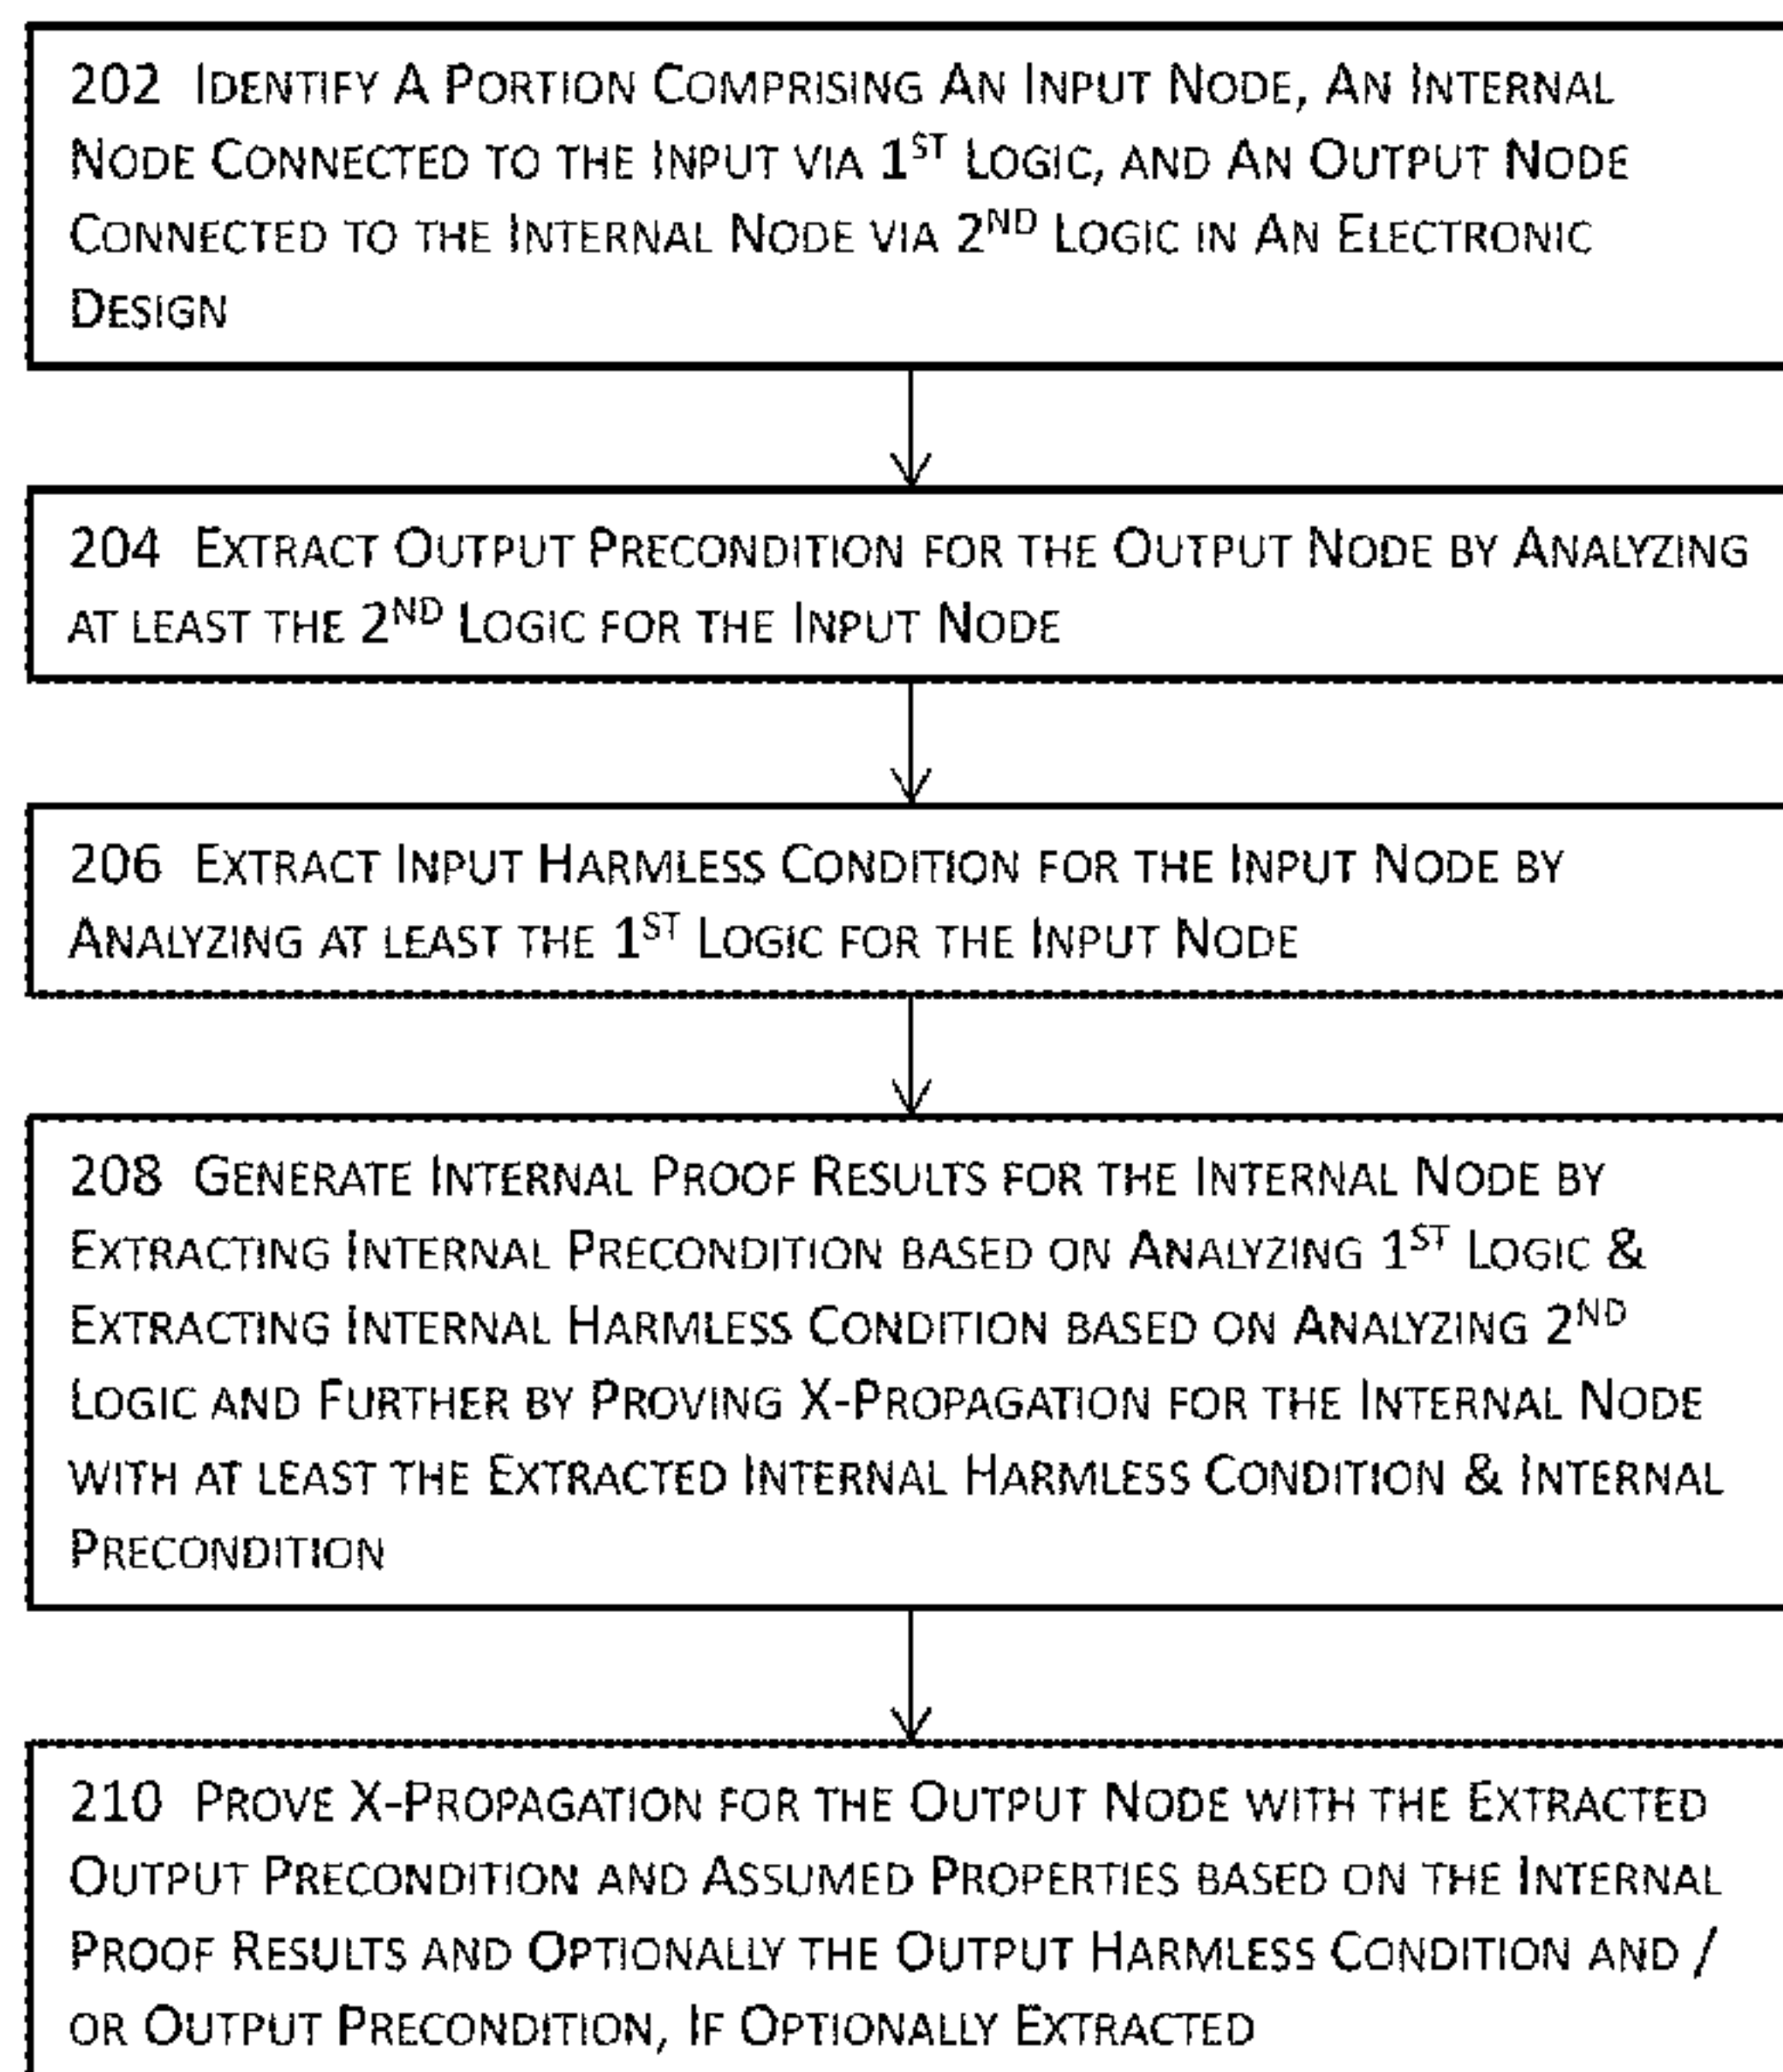 202 Identify A Portion Comprising An Input Node, An Internal
Node Connected to the Input via 1st Logic, and An Output Node
Connected to the Internal Node via 2nd Logic in An Electronic
Design
204 Extract Output Precondition for the Output Node by Analyzing
at least the 2nd Logic for the Input Node
206 Extract Input Harmless Condition for the Input Node by
Analyzing at least the 1st Logic for the Input Node
208 Generate Internal Proof Results for the Internal Node by
Extracting Internal Precondition based on Analyzing 1st Logic &
Extracting Internal Harmless Condition based on Analyzing 2nd
Logic and Further by Proving X-Propagation for the Internal Node
with at least the Extracted Internal Harmless Condition & Internal
Precondition
210 Prove X-Propagation for the Output Node with the Extracted
Output Precondition and Assumed Properties based on the Internal
Proof Results and Optionally the Output Harmless Condition and /
or Output Precondition, If Optionally Extracted